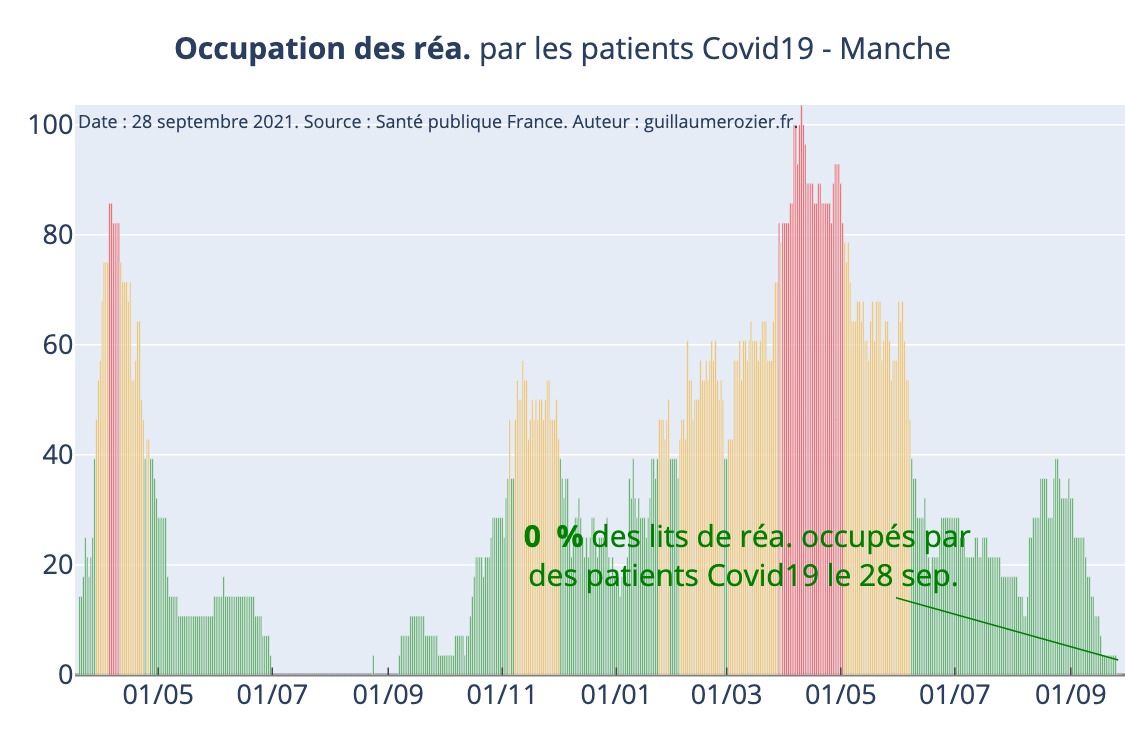 Occupation des réa. par les patients Covid19 - Manche
Date : 28 septembre 2021. Source : Santé publique France. Auteur : guillaumerozier.fr.
100
80
60
40
20
0
0 % des lits de réa. occupés par
des patients Covid19 le 28 sep.
01/05 01/07 01/09 01/11 01/01 01/03 01/05 01/07 01/09